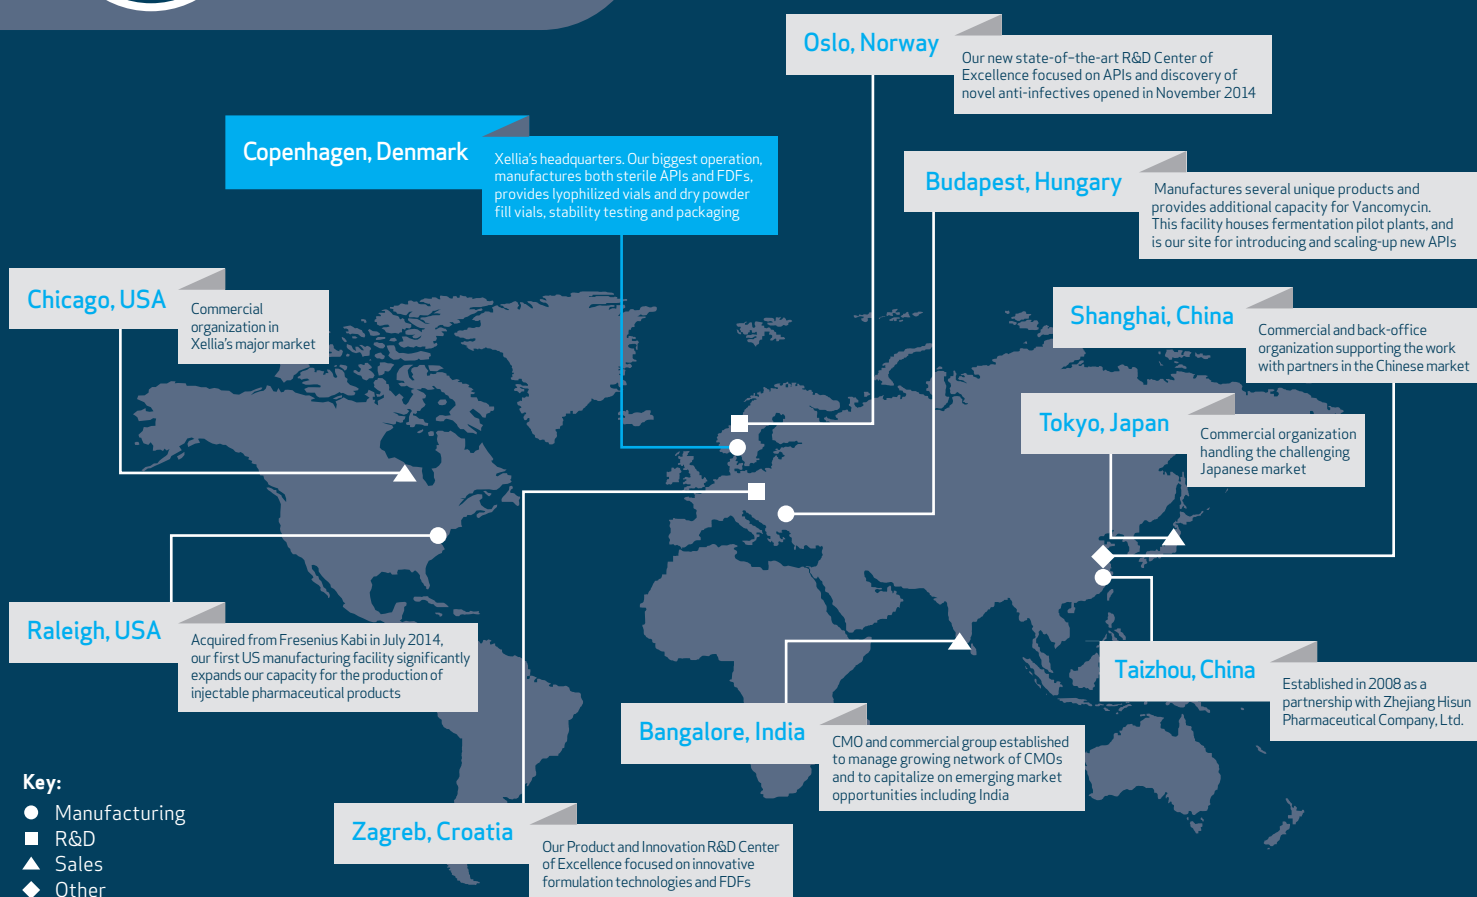 Oslo, Norway
Our new state-of–the-art R&D Center of
Excellence focused on APIs and discovery of
novel anti-infectives opened in November 2014
Copenhagen, Denmark
Xellia's headquarters. Our biggest operation,
manufactures both sterile APIs and FDFs,
provides lyophilized vials and dry powder
fill vials, stability testing and packaging
Budapest, Hungary
Manufactures several unique products and
provides additional capacity for Vancomycin.
This facility houses fermentation pilot plants, and
is our site for introducing and scaling-up new APIs
Chicago, USA
Commercial
organization in
Xellia's major market
Shanghai, China
Commercial and back-office
organization supporting the work
with partners in the Chinese market
Tokyo, Japan
Commercial organization
handling the challenging
Japanese market
Raleigh, USA
Acquired from Fresenius Kabi in July 2014,
our first US manufacturing facility significantly
expands our capacity for the production of
injectable pharmaceutical products
Taizhou, China
Established in 2008 as a
partnership with Zhejiang Hisun
Pharmaceutical Company, Ltd.
Bangalore, India
CMO and commercial group established
to manage growing network of CMOs
and to capitalize on emerging market
opportunities including India
Zagreb, Croatia
Our Product and Innovation R&D Center
of Excellence focused on innovative
formulation technologies and FDFs
Key:
Manufacturing
R&D
Sales
Other